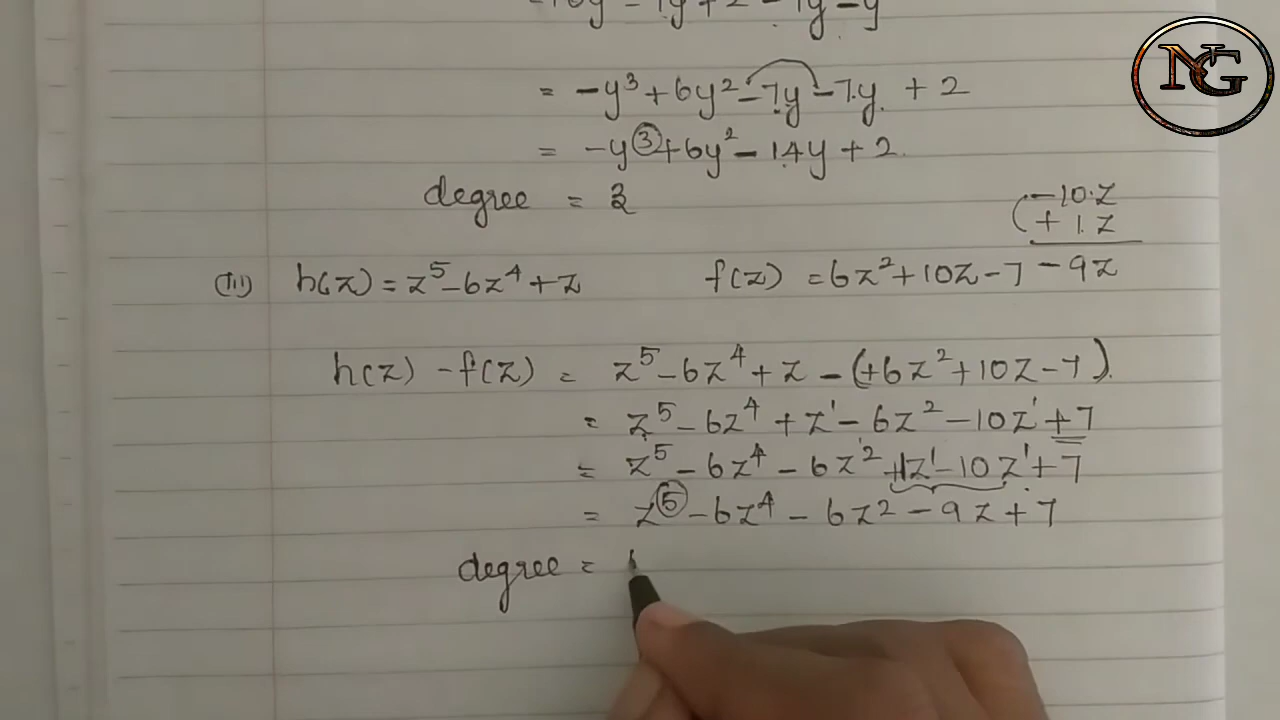 = -y³ + 6y² - 7y - 7y + 2
= -y³ + 6y² - 14y + 2
degree = 3
-10z
+ 1z
-9z
(iii) h(z) = z⁵ - 6z⁴ + z f(z) = 6z² + 10z - 7
h(z) - f(z) = z⁵ - 6z⁴ + z - (+6z² + 10z - 7)
= z⁵ - 6z⁴ + z¹ - 6z² - 10z¹ + 7
= z⁵ - 6z⁴ - 6z² + 1z¹ - 10z¹ + 7
= z⁵ - 6z⁴ - 6z² - 9z + 7
degree =
NG